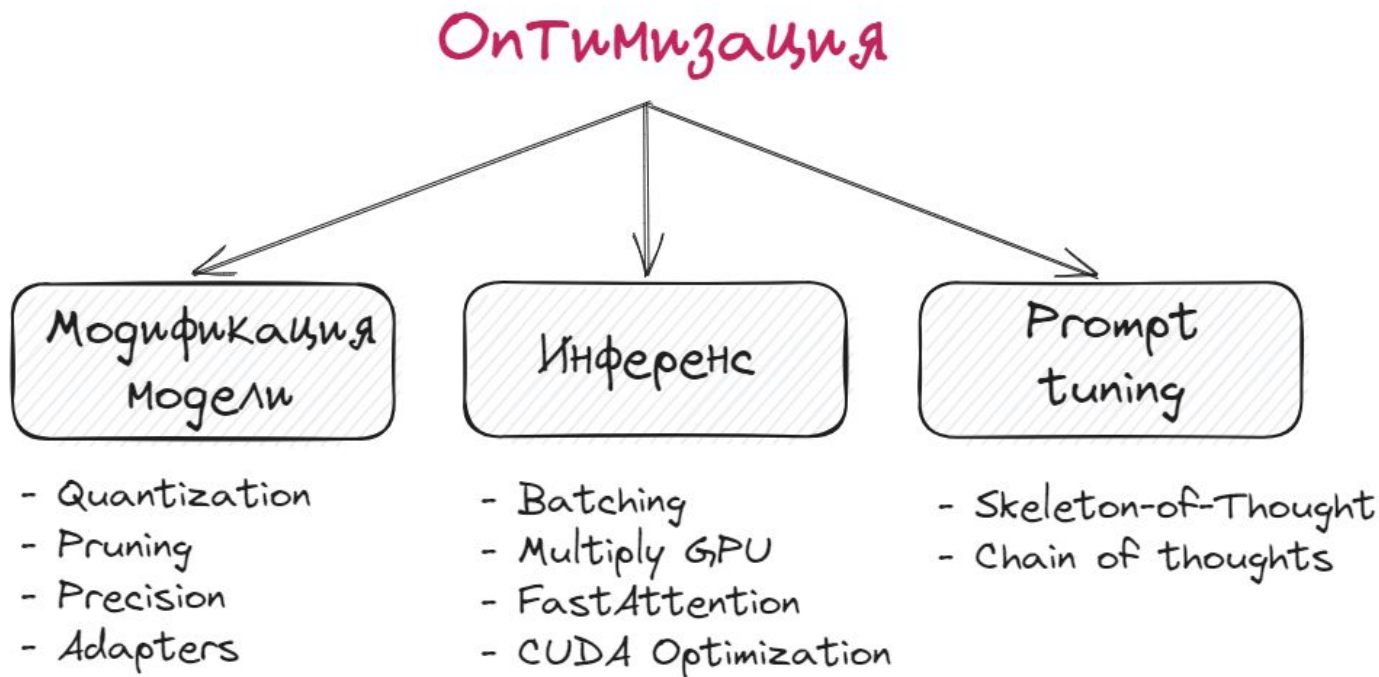 Оптимизация
Модификация
модели
- Quantization
- Pruning
- Precision
- Adapters
Инференс
- Batching
- Multiply GPU
- FastAttention
- CUDA Optimization
Prompt
tuning
- Skeleton-of-Thought
- Chain of thoughts